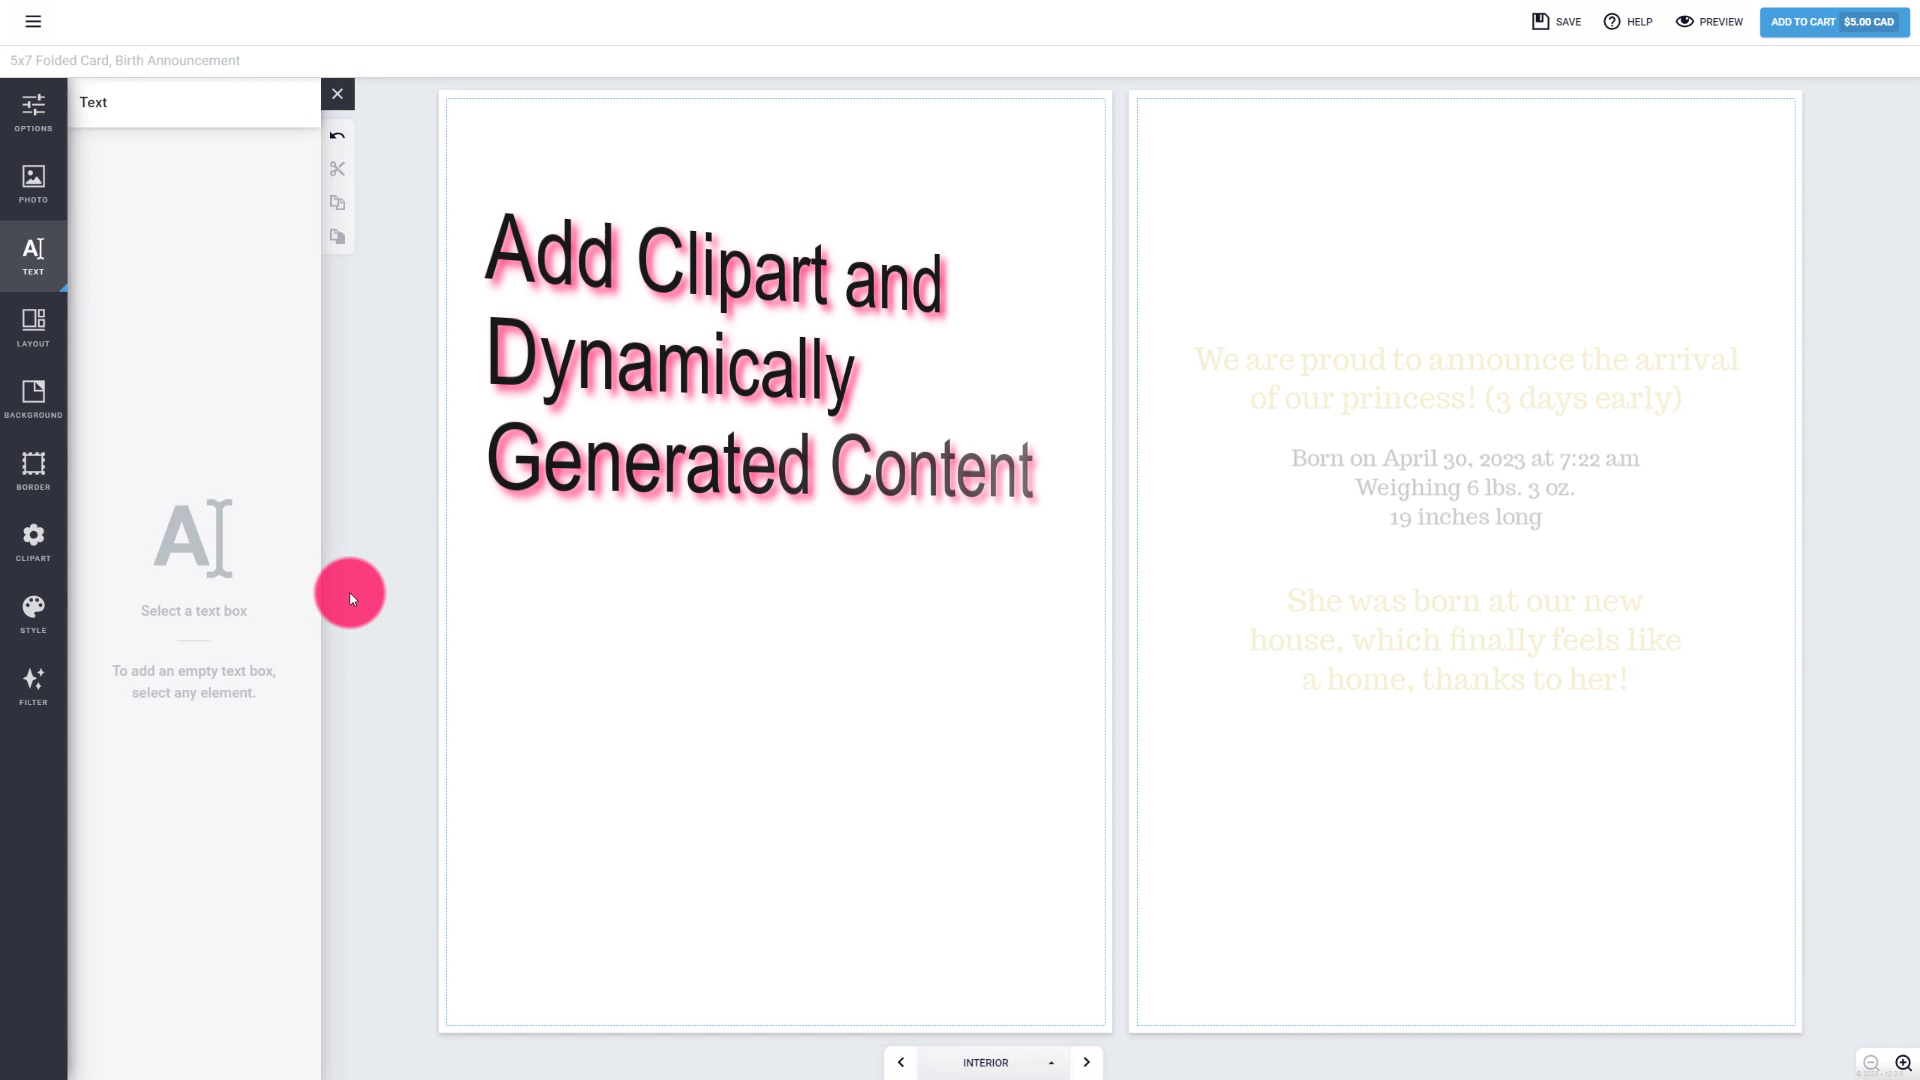 SAVE
HELP
PREVIEW
ADD TO CART $5.00 CAD
5x7 Folded Card, Birth Announcement
Text
OPTIONS
PHOTO
TEXT
LAYOUT
BACKGROUND
BORDER
CLIPART
STYLE
FILTER
AI
Select a text box
To add an empty text box,
select any element.
Add Clipart and
Dynamically
Generated Content
We are proud to announce the arrival
of our princess! (3 days early)
Born on April 30, 2023 at 7:22 am
Weighing 6 lbs. 3 oz.
19 inches long
She was born at our new
house, which finally feels like
a home, thanks to her!
INTERIOR